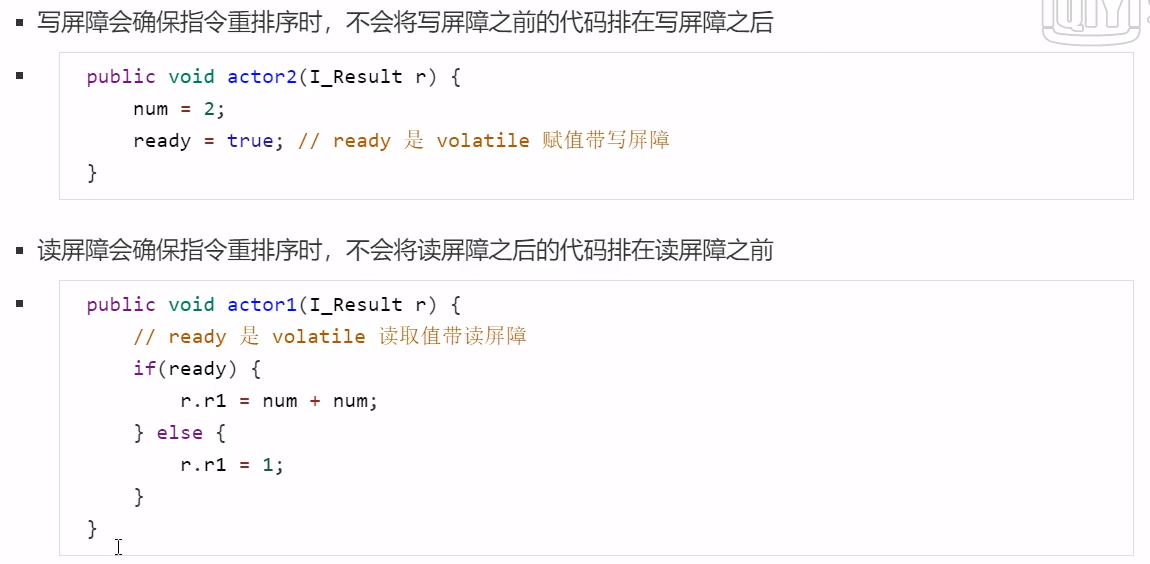 写屏障会确保指令重排序时，不会将写屏障之前的代码排在写屏障之后
public void actor2(I_Result r) {
    num = 2;
    ready = true; // ready 是 volatile 赋值带写屏障
}
读屏障会确保指令重排序时，不会将读屏障之后的代码排在读屏障之前
public void actor1(I_Result r) {
    // ready 是 volatile 读取值带读屏障
    if(ready) {
        r.r1 = num + num;
    } else {
        r.r1 = 1;
    }
}